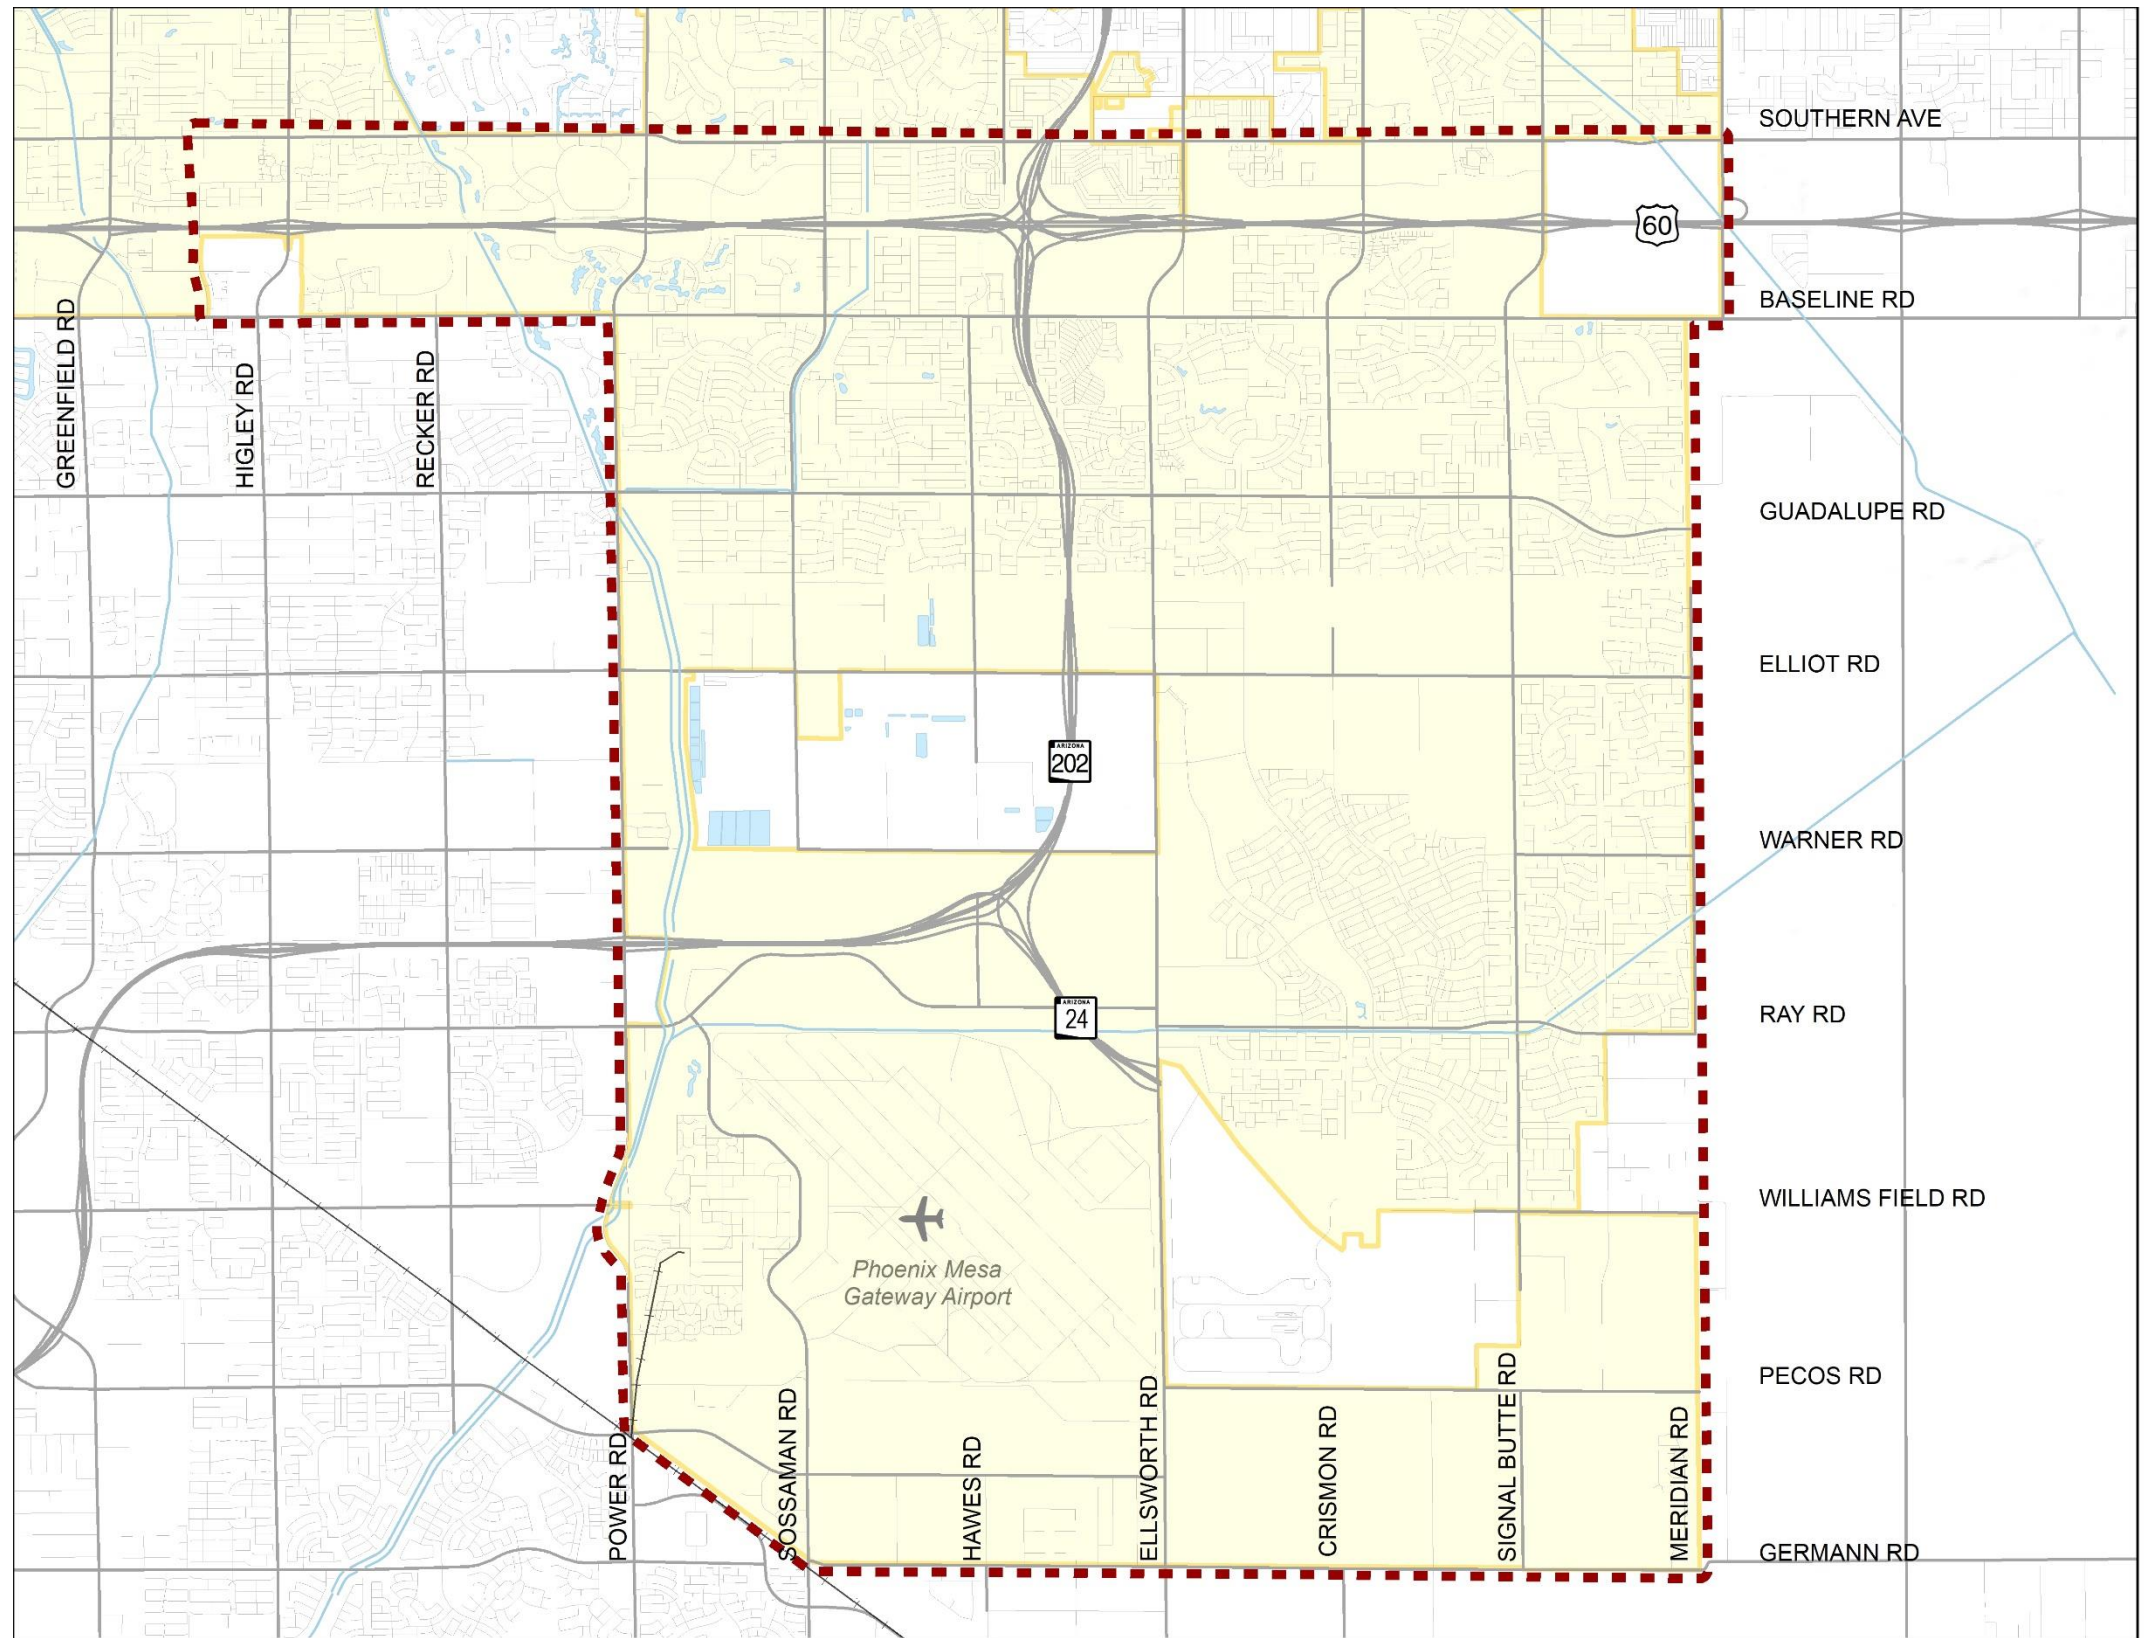 SOUTHERN AVE
60
BASELINE RD
GREENFIELD RD
HIGLEY RD
RECKER RD
GUADALUPE RD
ELLIOT RD
ARIZONA
202
WARNER RD
ARIZONA
24
RAY RD
WILLIAMS FIELD RD
Phoenix Mesa
Gateway Airport
PECOS RD
POWER RD
SOSSAMAN RD
HAWES RD
ELLSWORTH RD
CRISMON RD
SIGNAL BUTTE RD
MERIDIAN RD
GERMANN RD